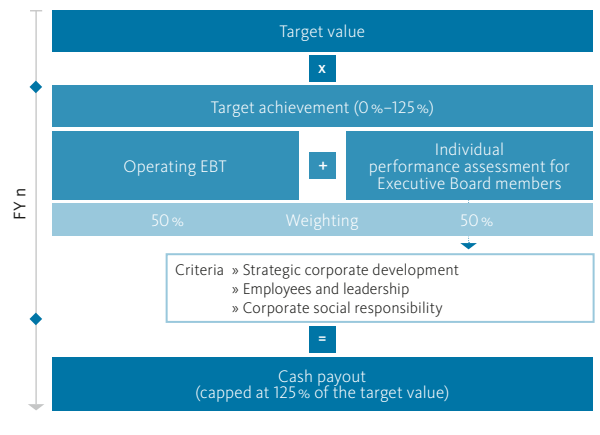 Target value
x
Target achievement (0 %–125 %)
Operating EBT
+
Individual
performance assessment for
Executive Board members
50 % Weighting 50 %
Criteria » Strategic corporate development
» Employees and leadership
» Corporate social responsibility
=
Cash payout
(capped at 125 % of the target value)
FY n